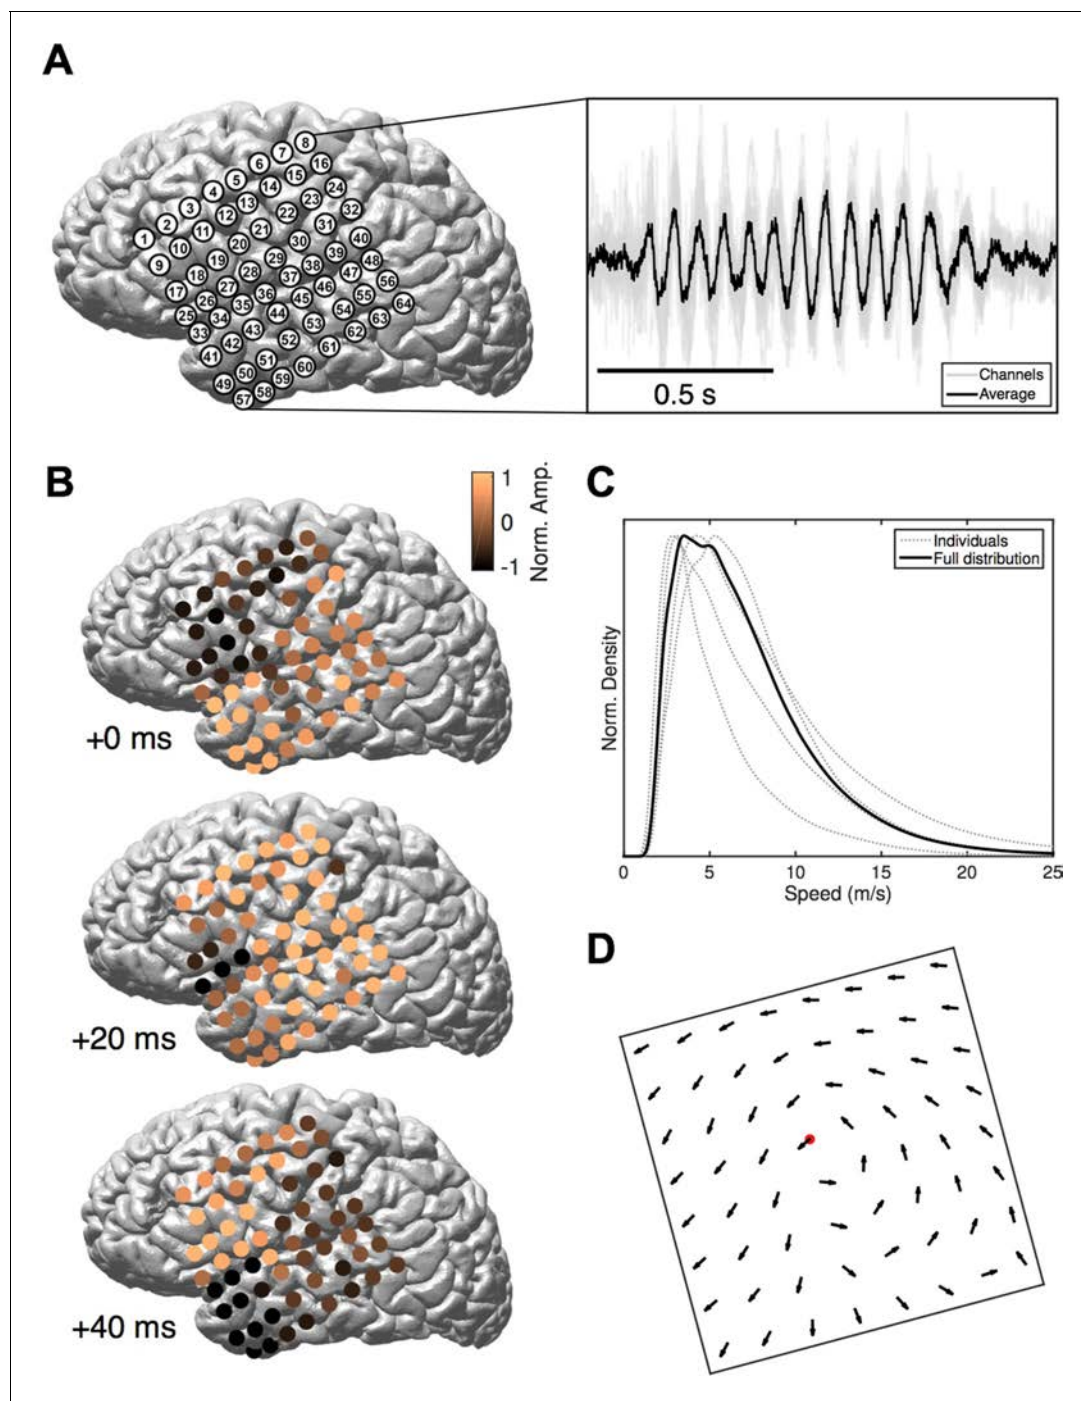 A
1 2 3 4 5 6 7 8
9 10 11 12 13 14 15 16
17 18 19 20 21 22 23 24
25 26 27 28 29 30 31 32
33 34 35 36 37 38 39 40
41 42 43 44 45 46 47 48
49 50 51 52 53 54 55 56
57 58 59 60 61 62 63 64
0.5 s
Channels
Average
B
1
0
-1
Norm. Amp.
+0 ms
+20 ms
+40 ms
C
Individuals
Full distribution
Norm. Density
0 5 10 15 20 25
Speed (m/s)
D